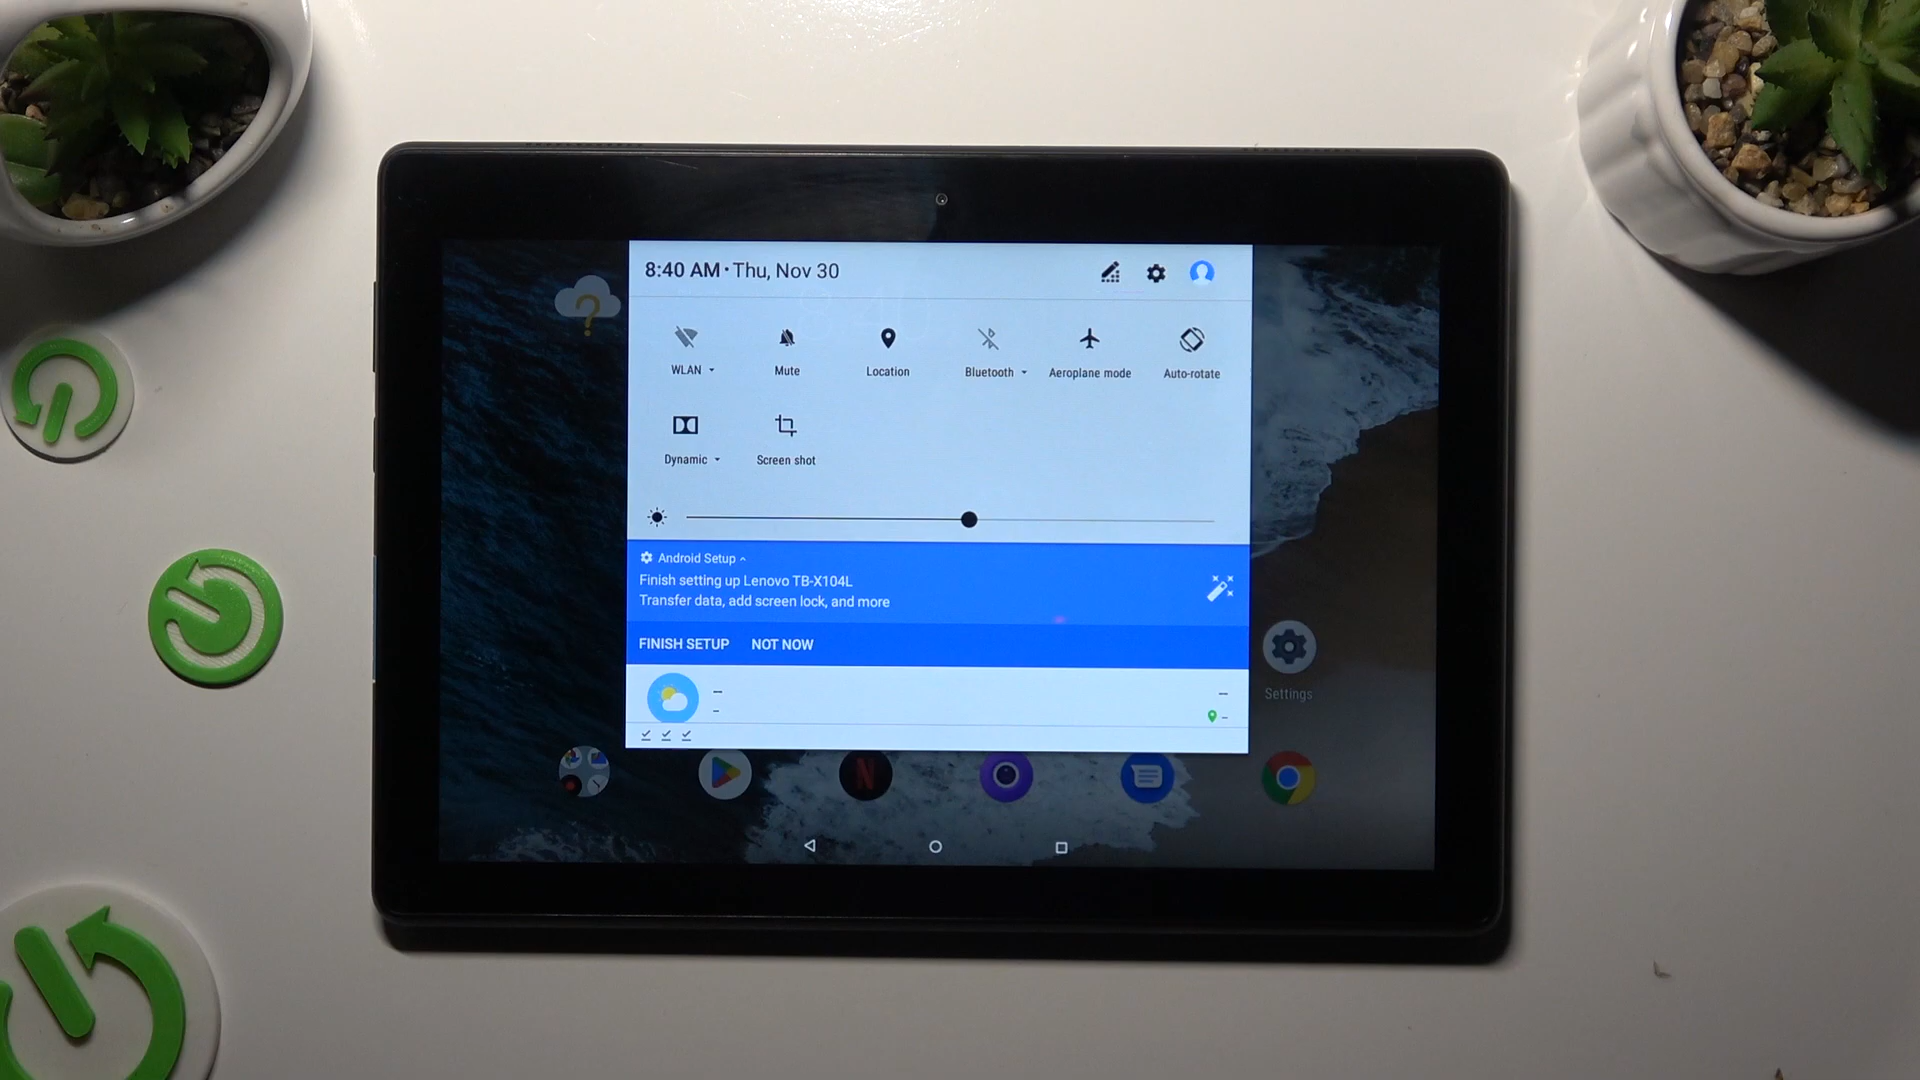 8:40 AM · Thu, Nov 30
WLAN
Mute
Location
Bluetooth
Aeroplane mode
Auto-rotate
Dynamic
Screen shot
Android Setup
Finish setting up Lenovo TB-X104L
Transfer data, add screen lock, and more
FINISH SETUP
NOT NOW
Settings